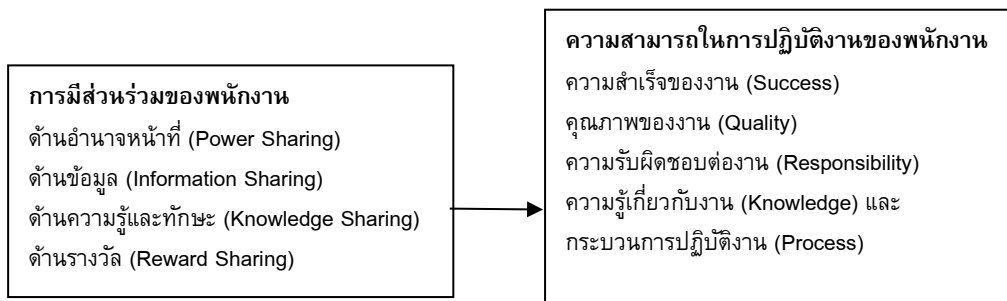 การมีส่วนร่วมของพนักงาน
ด้านอำนาจหน้าที่ (Power Sharing)
ด้านข้อมูล (Information Sharing)
ด้านความรู้และทักษะ (Knowledge Sharing)
ด้านรางวัล (Reward Sharing)
ความสามารถในการปฏิบัติงานของพนักงาน
ความสำเร็จของงาน (Success)
คุณภาพของงาน (Quality)
ความรับผิดชอบต่องาน (Responsibility)
ความรู้เกี่ยวกับงาน (Knowledge) และ
กระบวนการปฏิบัติงาน (Process)